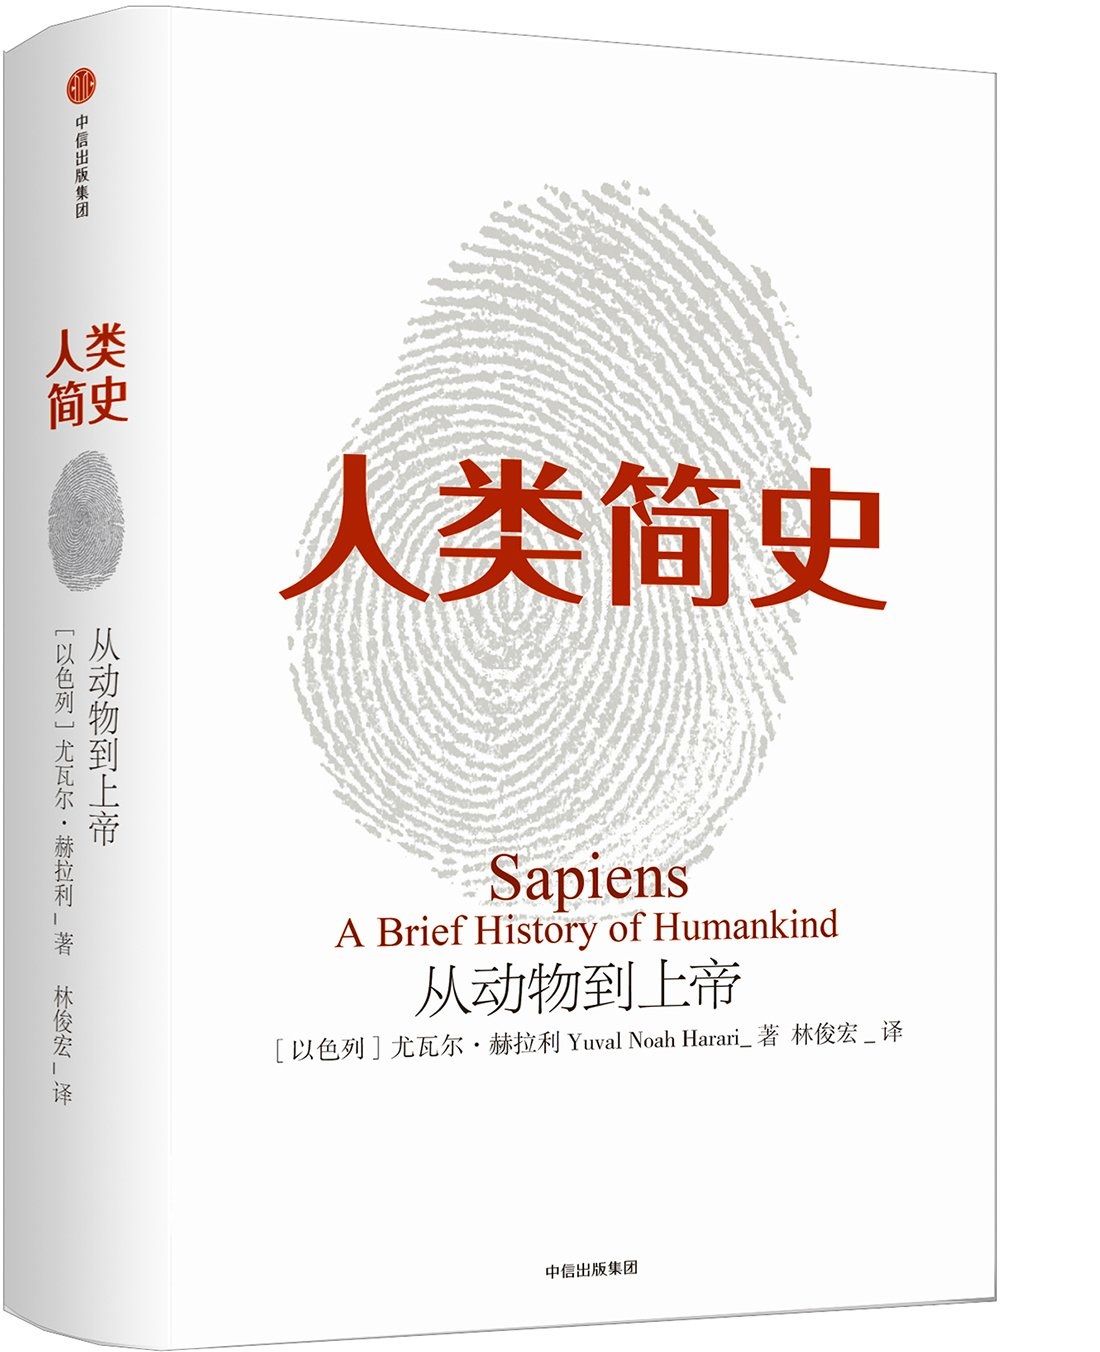 中信出版集团
人类
简史
从动物到上帝
[以色列]尤瓦尔·赫拉利_著 林俊宏_译
人类简史
Sapiens
A Brief History of Humankind
从动物到上帝
[以色列]尤瓦尔·赫拉利 Yuval Noah Harari_著 林俊宏_译
中信出版集团